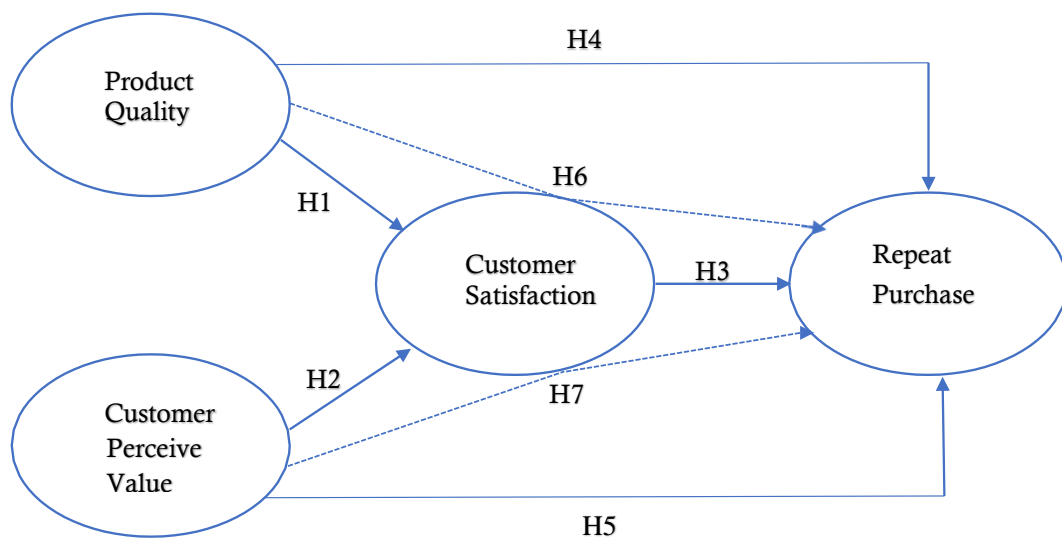 H4
Product
Quality
H6
H1
Customer
Satisfaction
H3
Repeat
Purchase
H2
H7
Customer
Perceive
Value
H5